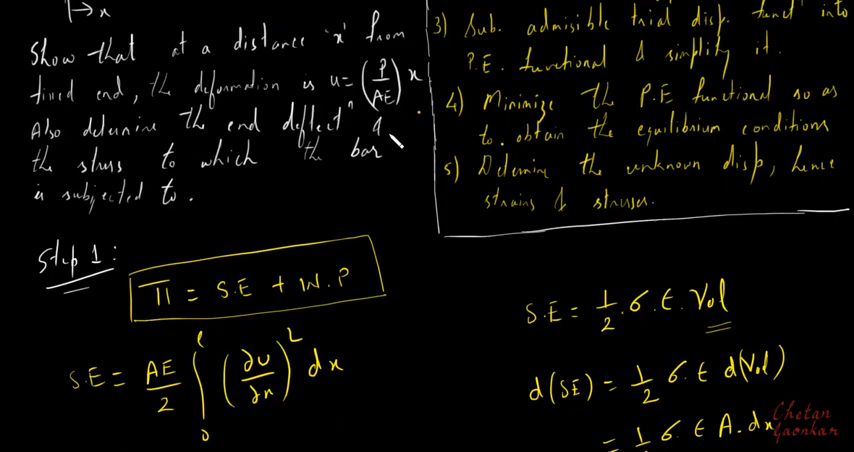 → x
Show that at a distance 'x' from
fixed end, the deformation is u = (P/AE) x
Also determine the end deflectⁿ &
the stress to which the bar
is subjected to.
Step 1:
Π = S.E + W.P
S.E = AE/2 ∫₀ˡ (∂u/∂x)² dx
3) Sub. admissible trial disp. funct' into
P.E. functional & simplify it.
4) Minimize the P.E functional so as
to obtain the equilibrium conditions
5) Determine the unknown disp, hence
strains & stresses.
S.E = 1/2 . σ. ε. Vol
d(SE) = 1/2 σ. ε d(Vol)
= 1 σ. ε A. dx
Chetan
Gaonkar